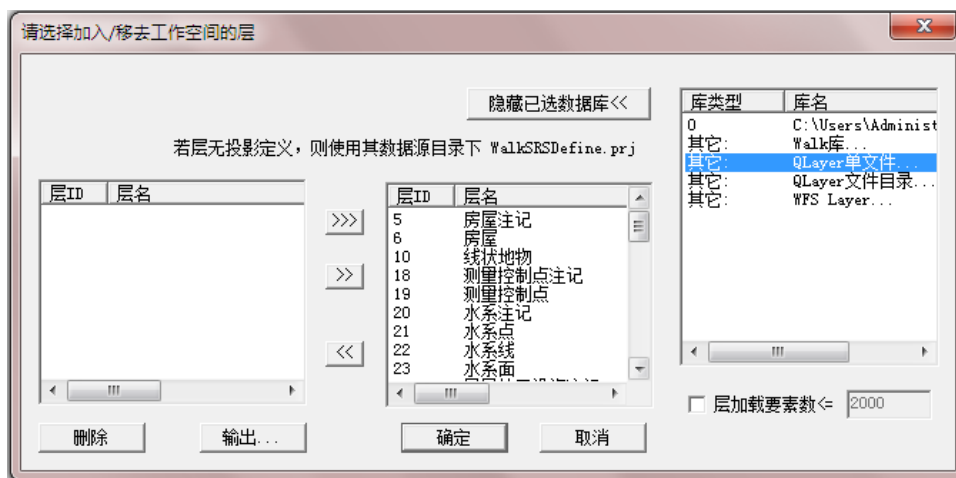 请选择加入/移去工作空间的层
隐藏已选数据库<<
若层无投影定义，则使用其数据源目录下 WalkSRSDefine.prj
层ID 层名
>>>
>>
<<
层ID 层名
5 房屋注记
6 房屋
10 线状地物
18 测量控制点注记
19 测量控制点
20 水系注记
21 水系点
22 水系线
23 水系面
库类型 库名
0 C:\Users\Administ
其它: Walk库...
其它: QLayer单文件...
其它: QLayer文件目录...
其它: WFS Layer...
层加载要素数<= 2000
删除
输出...
确定
取消